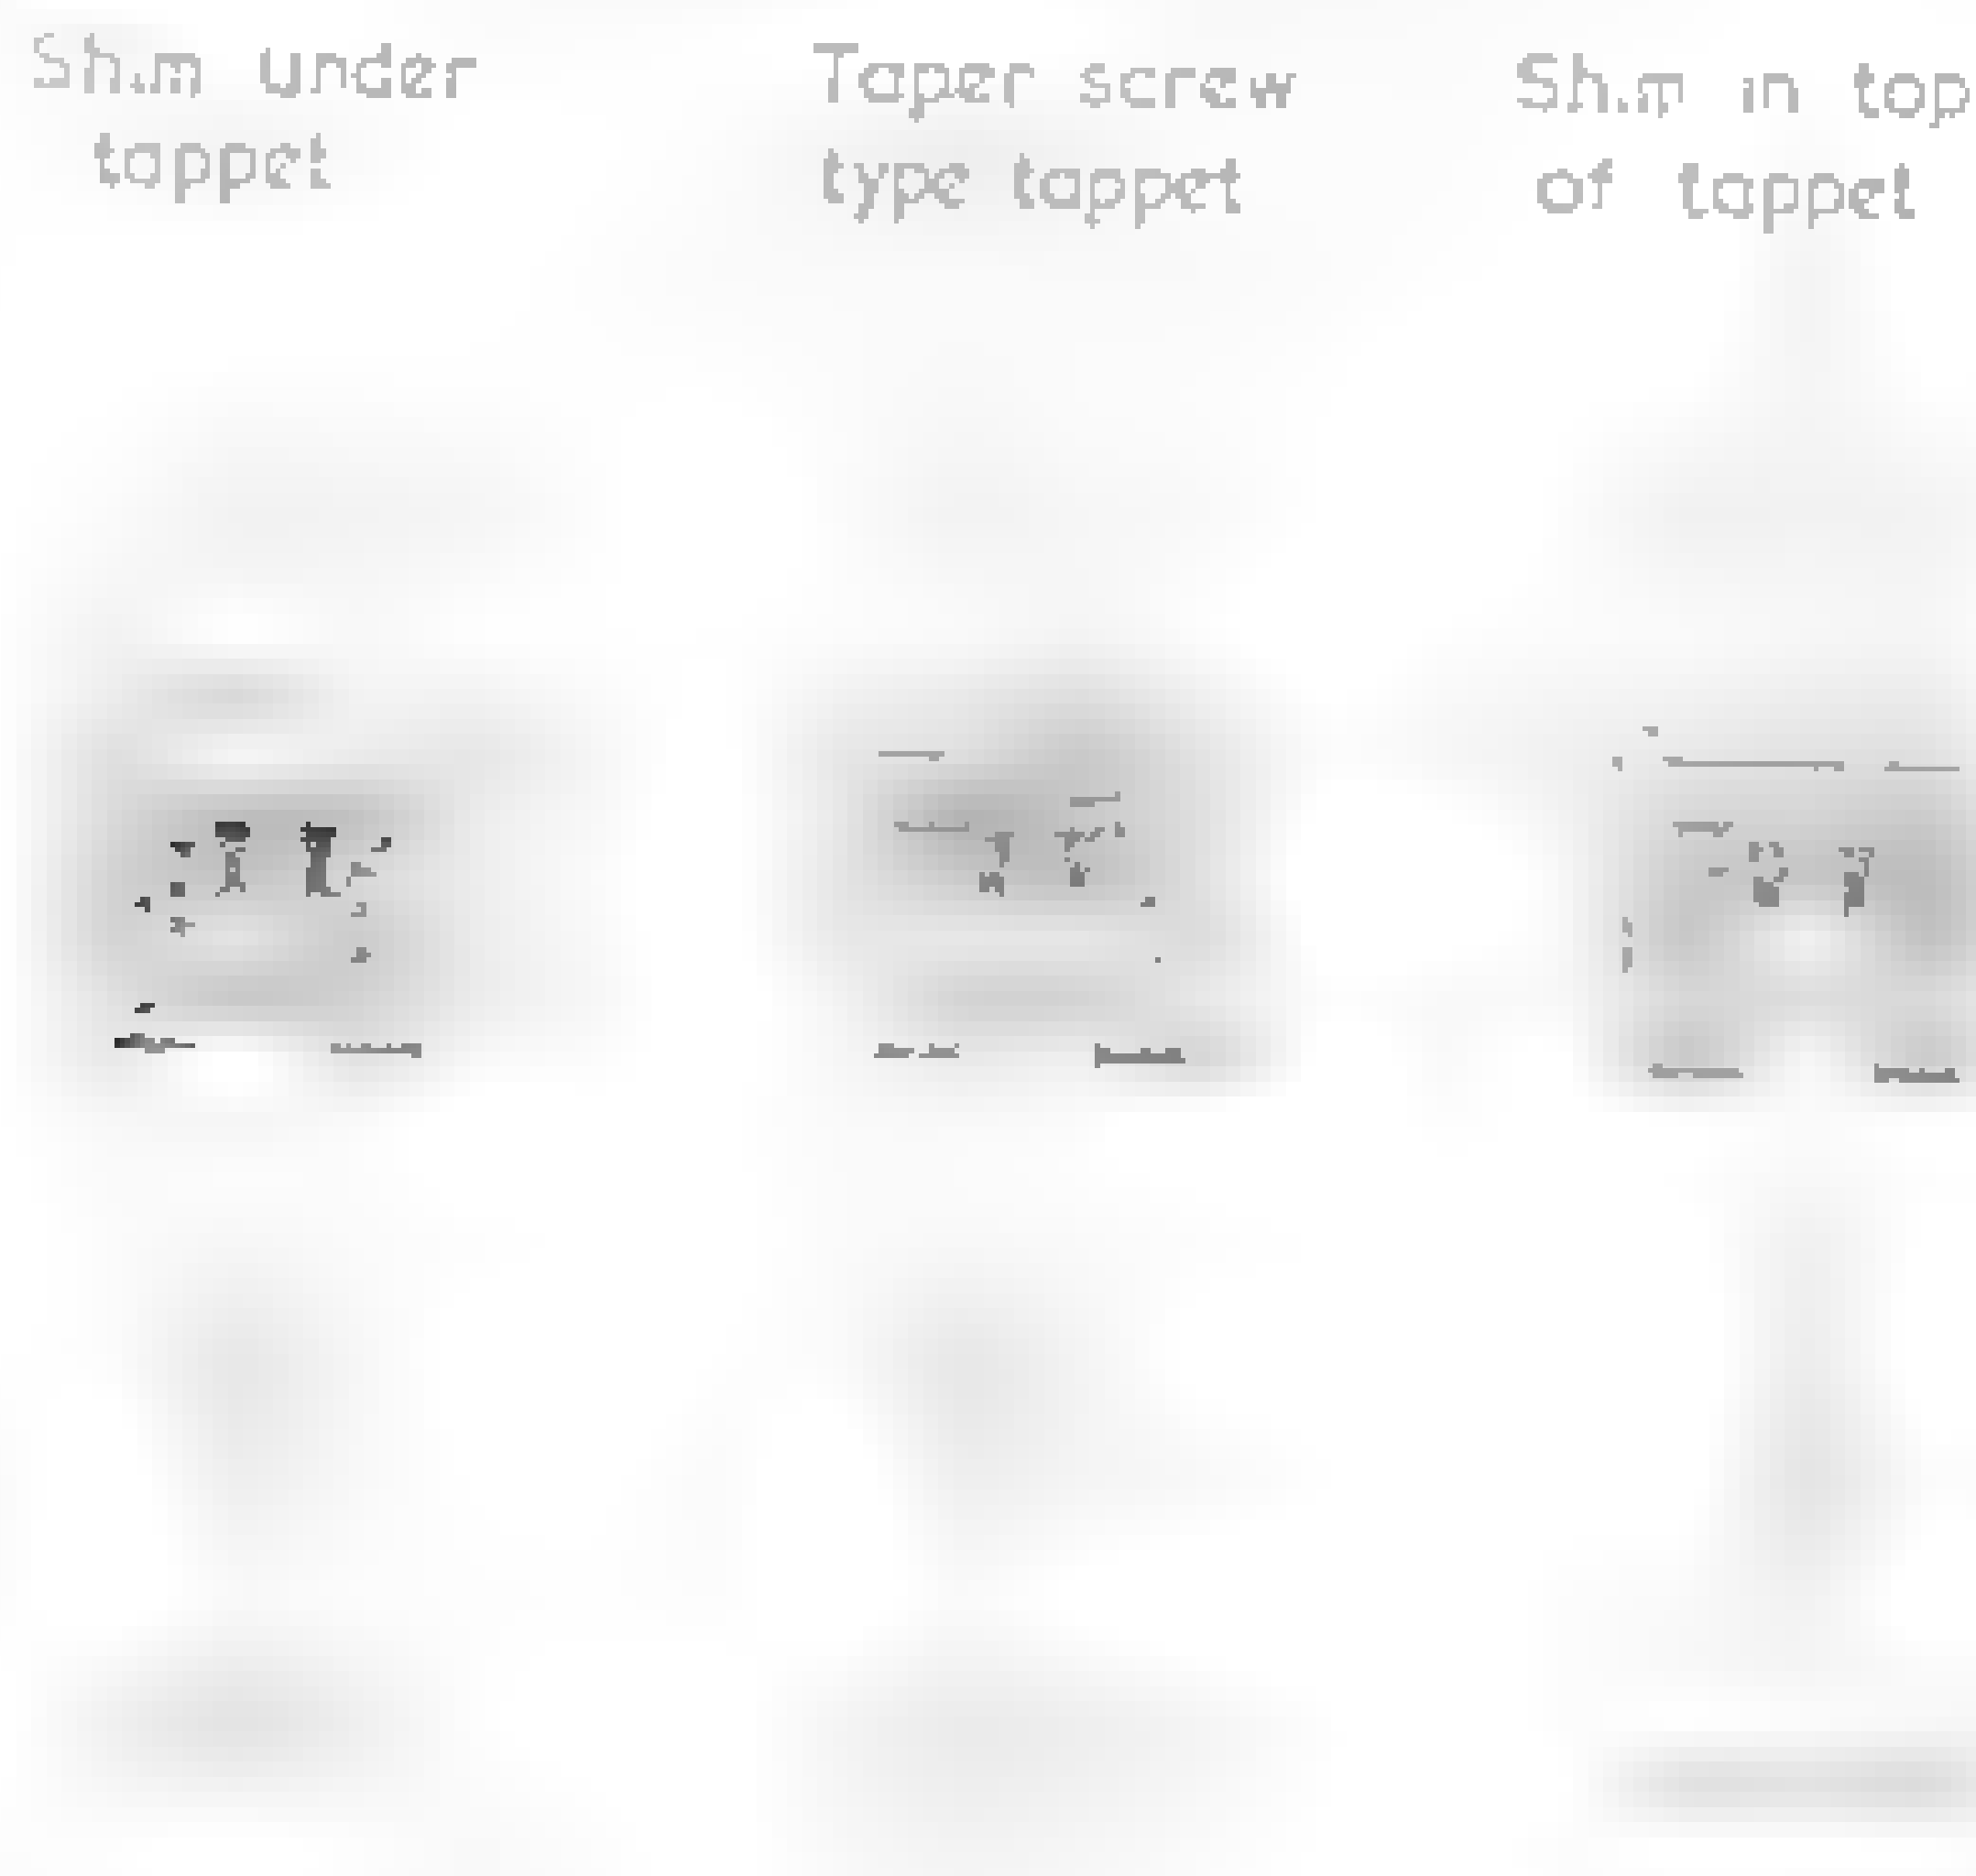 Shim under
tappet
Taper screw
type tappet
Shim in top
of tappet